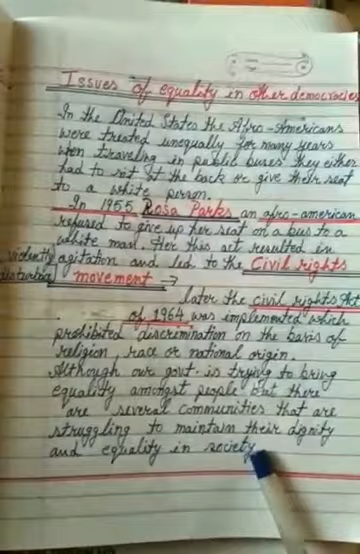 Issues of equality in other democracies
In the United States the Afro-Americans
were treated unequally for many years
when traveling in public buses they either
had to sit at the back or give their seat
to a white person.
In 1955 Rosa Parks an afro-american
refused to give up her seat on a bus to a
white man. Her this act resulted in
violently agitation and led to the Civil rights
disturbing movement →
later the civil rights Act
of 1964 was implemented which
prohibited discrimination on the basis of
religion, race or national origin.
Although our govt. is trying to bring
equality amongst people but there
are several communities that are
struggling to maintain their dignity
and equality in society.